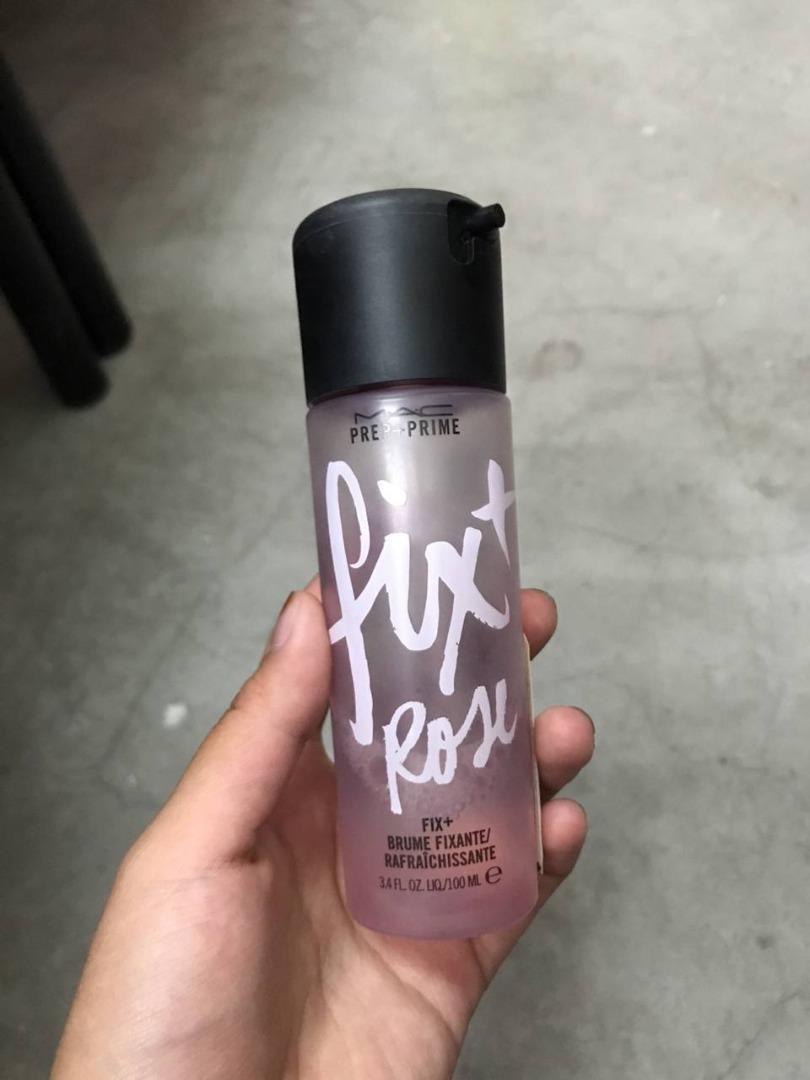 MAC
PREP+PRIME
fix+
Rose
FIX+
BRUME FIXANTE/
RAFRAÎCHISSANTE
3.4 FL. OZ. LIQ./100 ML e